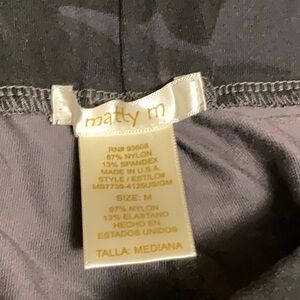 matty m
RN# 93608
87% NYLON
13% SPANDEX
MADE IN U.S.A.
STYLE / ESTILO#
MS7739-4125US/OM
SIZE: M
87% NYLON
13% ELASTANO
HECHO EN
ESTADOS UNIDOS
TALLA: MEDIANA